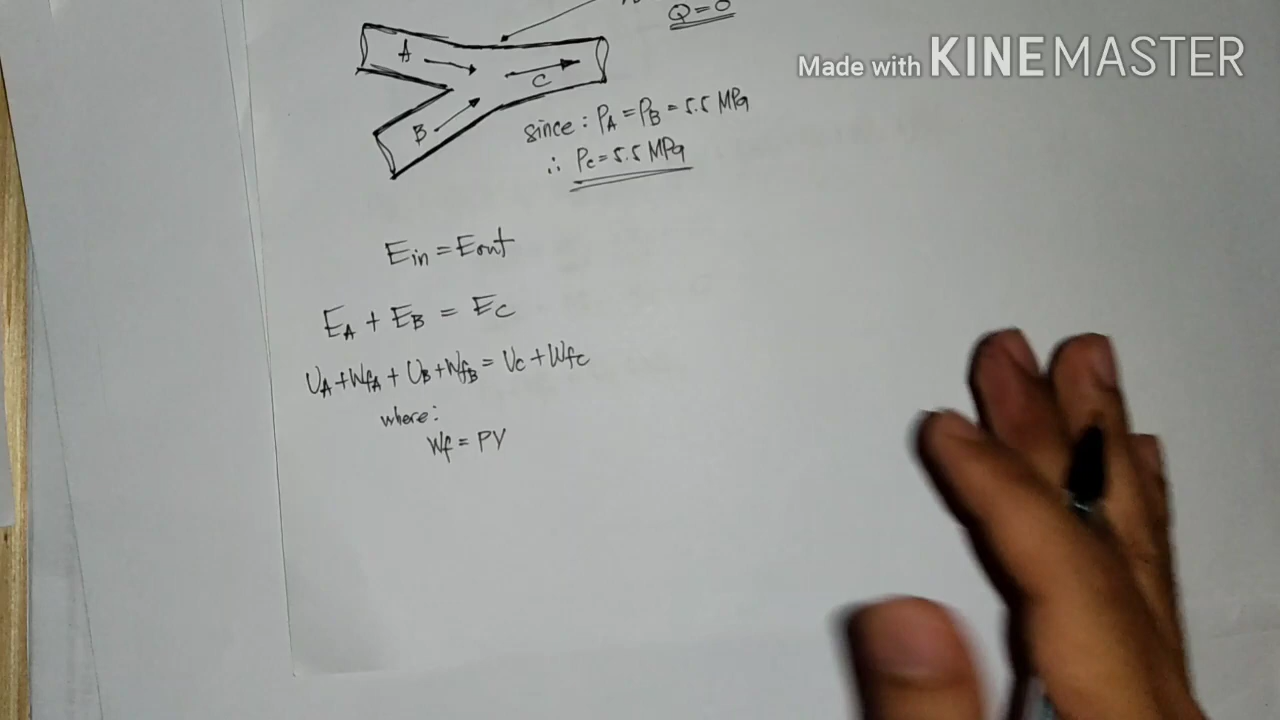 Q=0
Made with KINEMASTER
A
C
B
since: PA = PB = 5.5 MPa
∴ Pc = 5.5 MPa
Ein = Eout
EA + EB = EC
UA + WfA + UB + WfB = UC + WfC
where:
Wf = PV